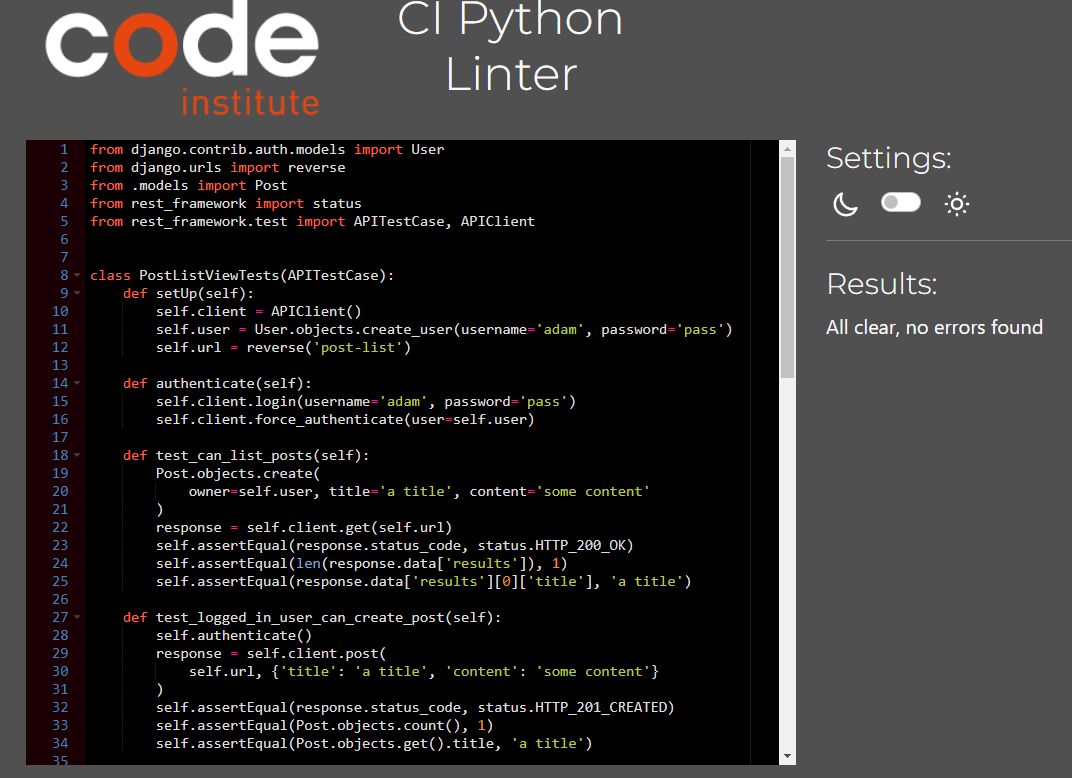 code
institute
CI Python
Linter
1 from django.contrib.auth.models import User
2 from django.urls import reverse
3 from .models import Post
4 from rest_framework import status
5 from rest_framework.test import APITestCase, APIClient
6
7
8 class PostListViewTests(APITestCase):
9     def setUp(self):
10         self.client = APIClient()
11         self.user = User.objects.create_user(username='adam', password='pass')
12         self.url = reverse('post-list')
13
14     def authenticate(self):
15         self.client.login(username='adam', password='pass')
16         self.client.force_authenticate(user=self.user)
17
18     def test_can_list_posts(self):
19         Post.objects.create(
20             owner=self.user, title='a title', content='some content'
21         )
22         response = self.client.get(self.url)
23         self.assertEqual(response.status_code, status.HTTP_200_OK)
24         self.assertEqual(len(response.data['results']), 1)
25         self.assertEqual(response.data['results'][0]['title'], 'a title')
26
27     def test_logged_in_user_can_create_post(self):
28         self.authenticate()
29         response = self.client.post(
30             self.url, {'title': 'a title', 'content': 'some content'}
31         )
32         self.assertEqual(response.status_code, status.HTTP_201_CREATED)
33         self.assertEqual(Post.objects.count(), 1)
34         self.assertEqual(Post.objects.get().title, 'a title')
35
Settings:
Results:
All clear, no errors found